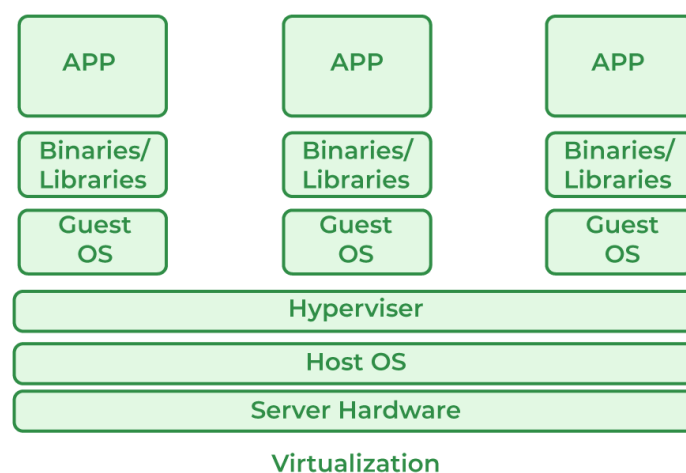 APP
APP
APP
Binaries/
Libraries
Binaries/
Libraries
Binaries/
Libraries
Guest
OS
Guest
OS
Guest
OS
Hyperviser
Host OS
Server Hardware
Virtualization